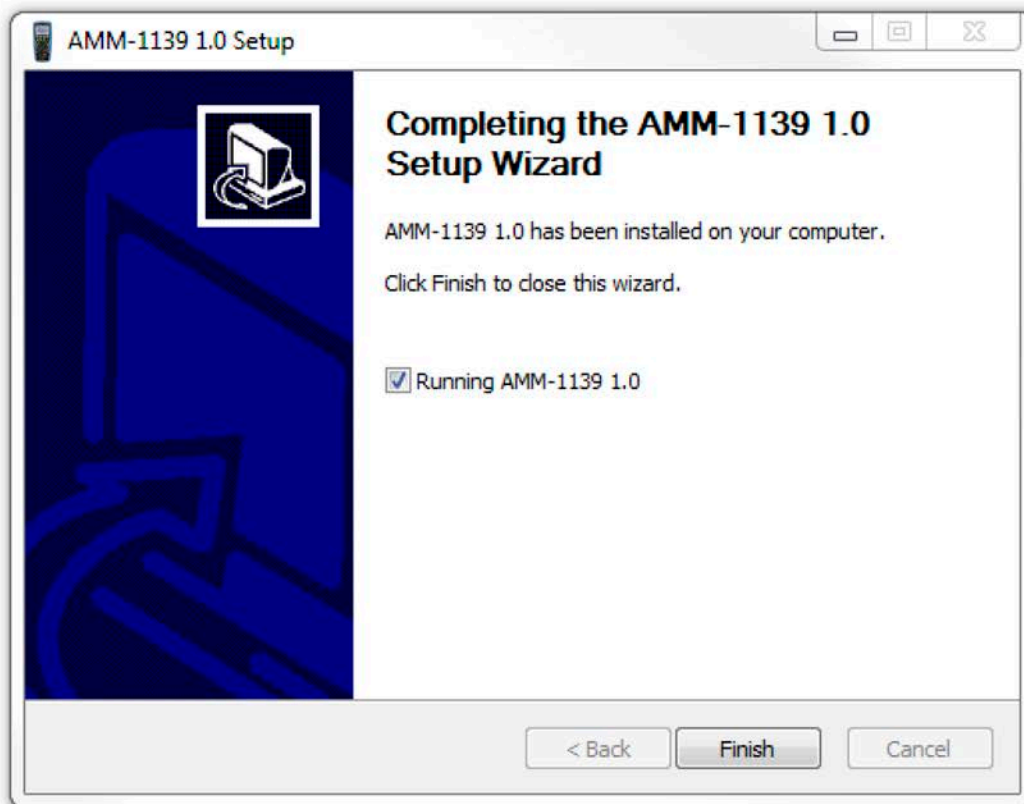 AMM-1139 1.0 Setup
Completing the AMM-1139 1.0
Setup Wizard
AMM-1139 1.0 has been installed on your computer.
Click Finish to close this wizard.
Running AMM-1139 1.0
< Back
Finish
Cancel